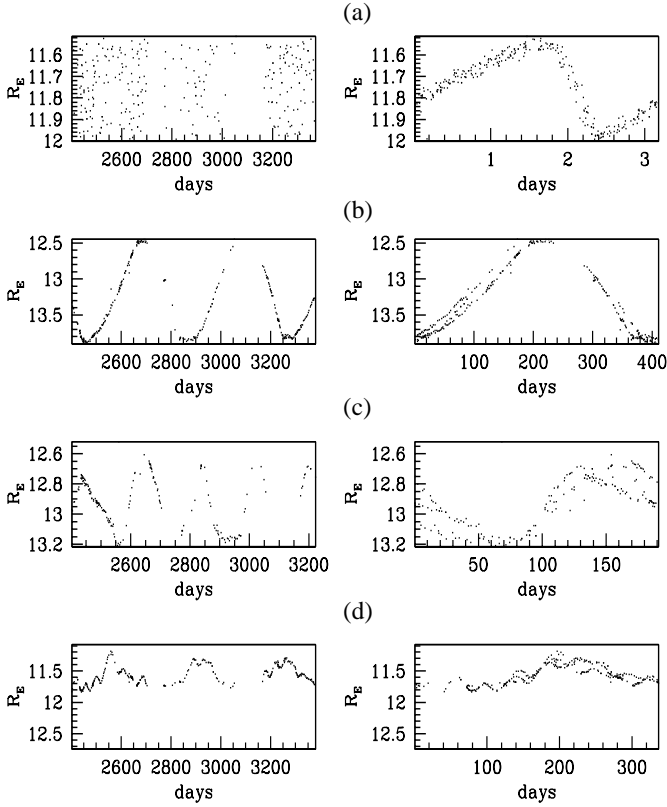 (a)
R_E
11.6
11.7
11.8
11.9
12
2600 2800 3000 3200
days
R_E
11.6
11.7
11.8
11.9
12
1 2 3
days
(b)
R_E
12.5
13
13.5
2600 2800 3000 3200
days
R_E
12.5
13
13.5
100 200 300 400
days
(c)
R_E
12.6
12.8
13
13.2
2600 2800 3000 3200
days
R_E
12.6
12.8
13
13.2
50 100 150
days
(d)
R_E
11.5
12
12.5
2600 2800 3000 3200
days
R_E
11.5
12
12.5
100 200 300
days